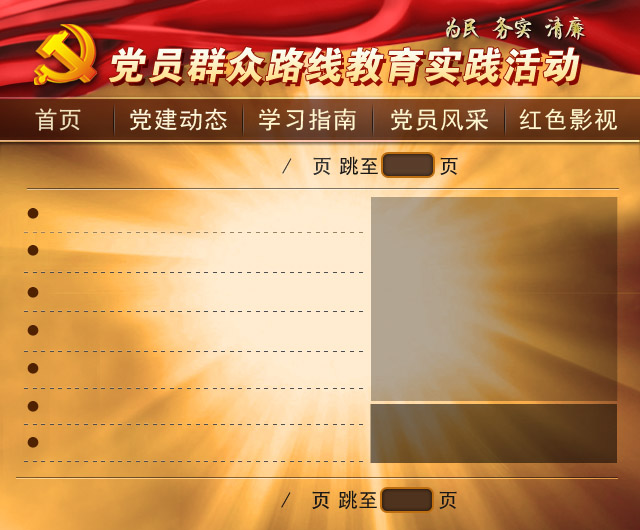 为民 务实 清廉
党员群众路线教育实践活动
首页 党建动态 学习指南 党员风采 红色影视
/ 页 跳至 页
/ 页 跳至 页